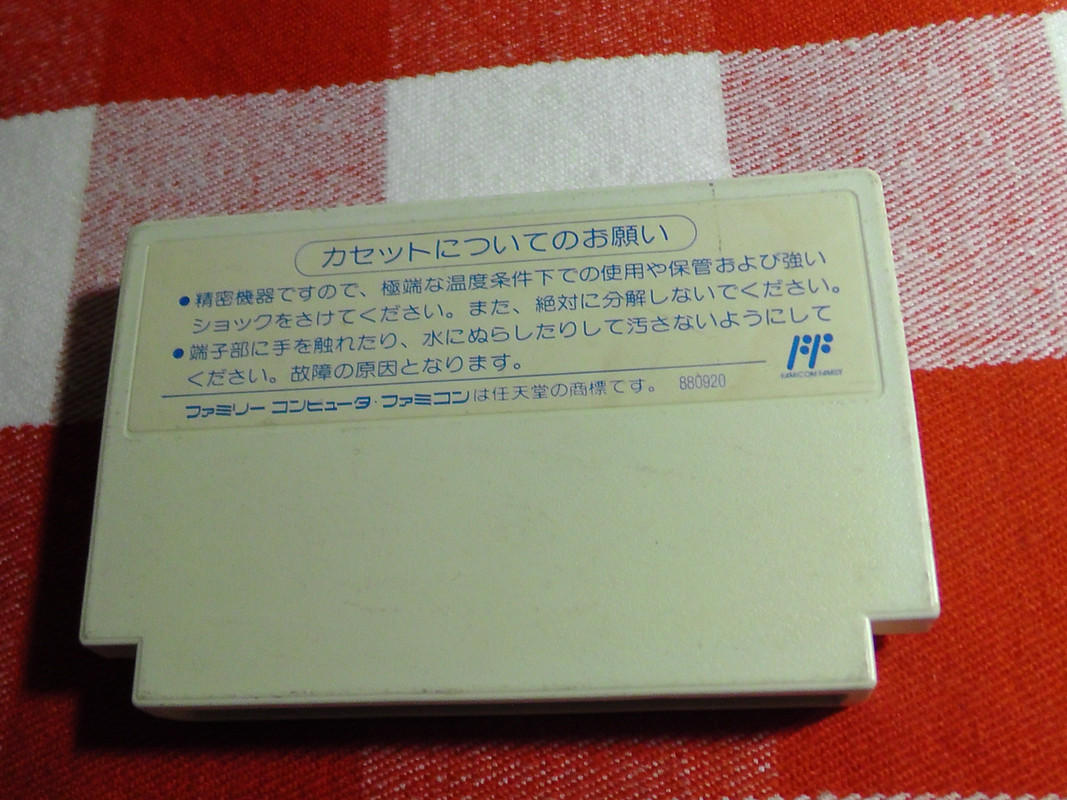 カセットについてのお願い
●精密機器ですので、極端な温度条件下での使用や保管および強い
ショックをさけてください。また、絶対に分解しないでください。
●端子部に手を触れたり、水にぬらしたりして汚さないようにして
ください。故障の原因となります。
FF
FAMICOM FAMILY
ファミリー コンピュータ・ファミコンは任天堂の商標です。 880920